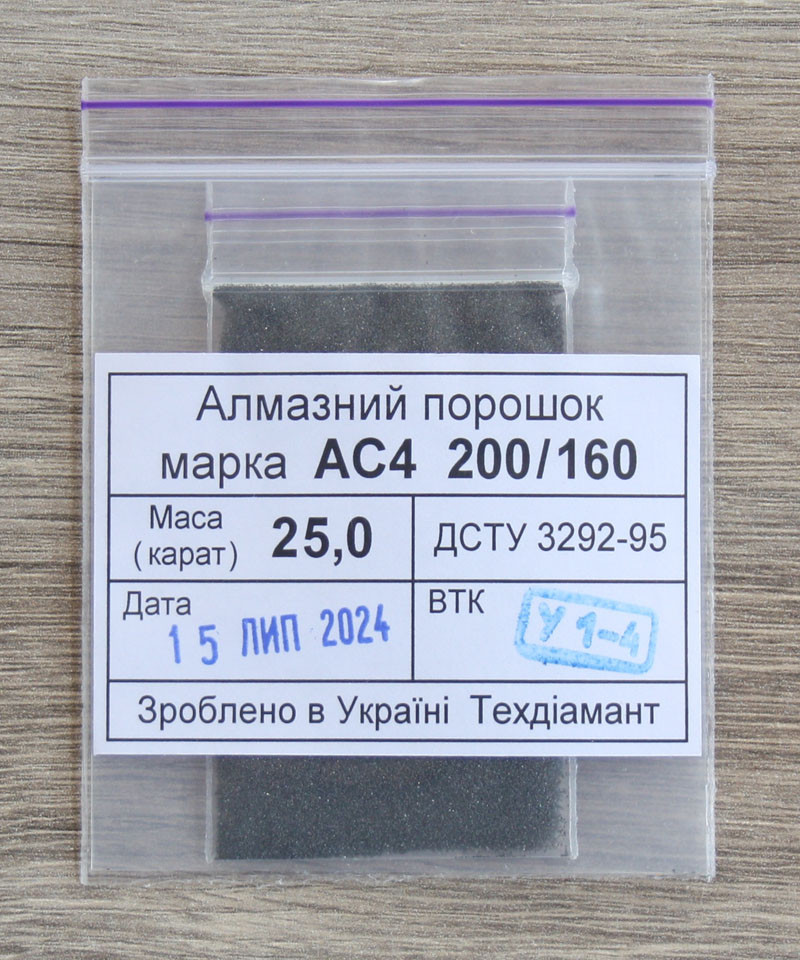 Алмазний порошок
марка АС4 200/160
Маса
(карат) 25,0
ДСТУ 3292-95
Дата
15 ЛИП 2024
ВТК
У 1-4
Зроблено в Україні Техдіамант